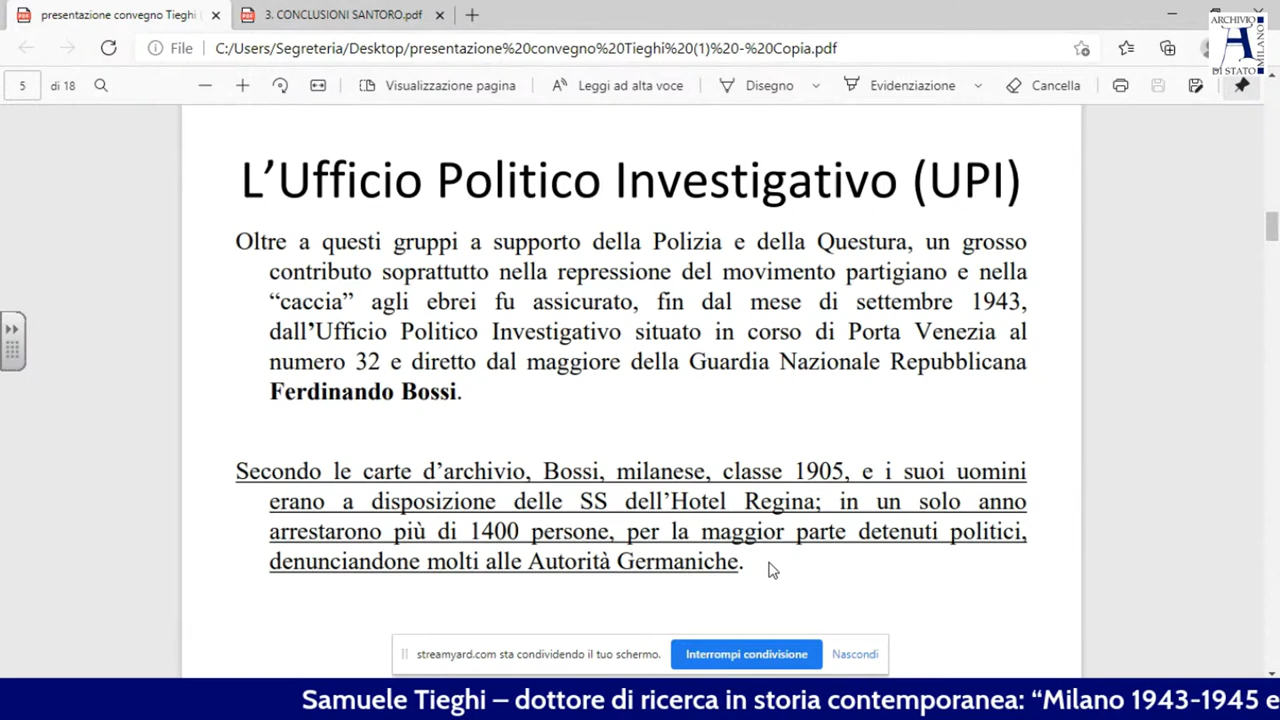 presentazione convegno Tieghi (
3. CONCLUSIONI SANTORO.pdf
File
C:/Users/Segreteria/Desktop/presentazione%20convegno%20Tieghi%20(1)%20-%20Copia.pdf
ARCHIVIO
DI STATO
MILANO
5
di 18
Visualizzazione pagina
Leggi ad alta voce
Disegno
Evidenziazione
Cancella
L’Ufficio Politico Investigativo (UPI)
Oltre a questi gruppi a supporto della Polizia e della Questura, un grosso
contributo soprattutto nella repressione del movimento partigiano e nella
“caccia” agli ebrei fu assicurato, fin dal mese di settembre 1943,
dall’Ufficio Politico Investigativo situato in corso di Porta Venezia al
numero 32 e diretto dal maggiore della Guardia Nazionale Repubblicana
Ferdinando Bossi.
Secondo le carte d’archivio, Bossi, milanese, classe 1905, e i suoi uomini
erano a disposizione delle SS dell’Hotel Regina; in un solo anno
arrestarono più di 1400 persone, per la maggior parte detenuti politici,
denunciandone molti alle Autorità Germaniche.
streamyard.com sta condividendo il tuo schermo.
Interrompi condivisione
Nascondi
Samuele Tieghi – dottore di ricerca in storia contemporanea: “Milano 1943-1945 e